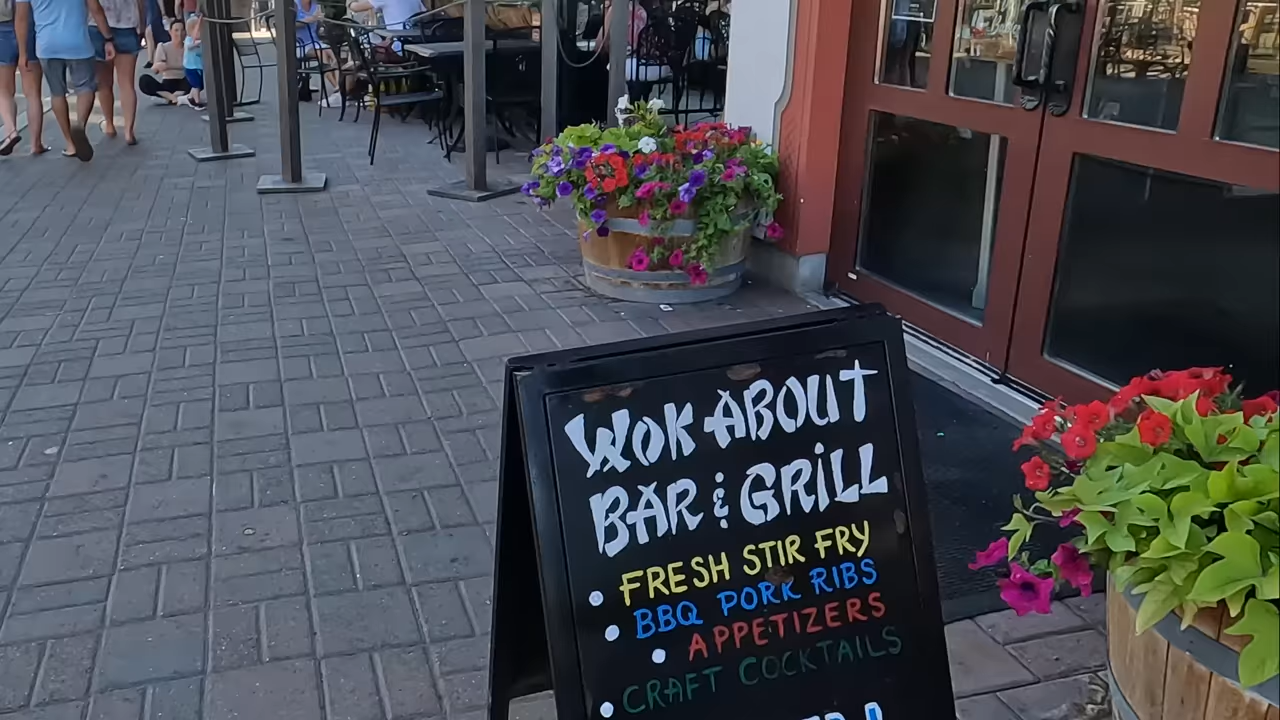 WOK ABOUT
BAR & GRILL
• FRESH STIR FRY
• BBQ PORK RIBS
• APPETIZERS
• CRAFT COCKTAILS